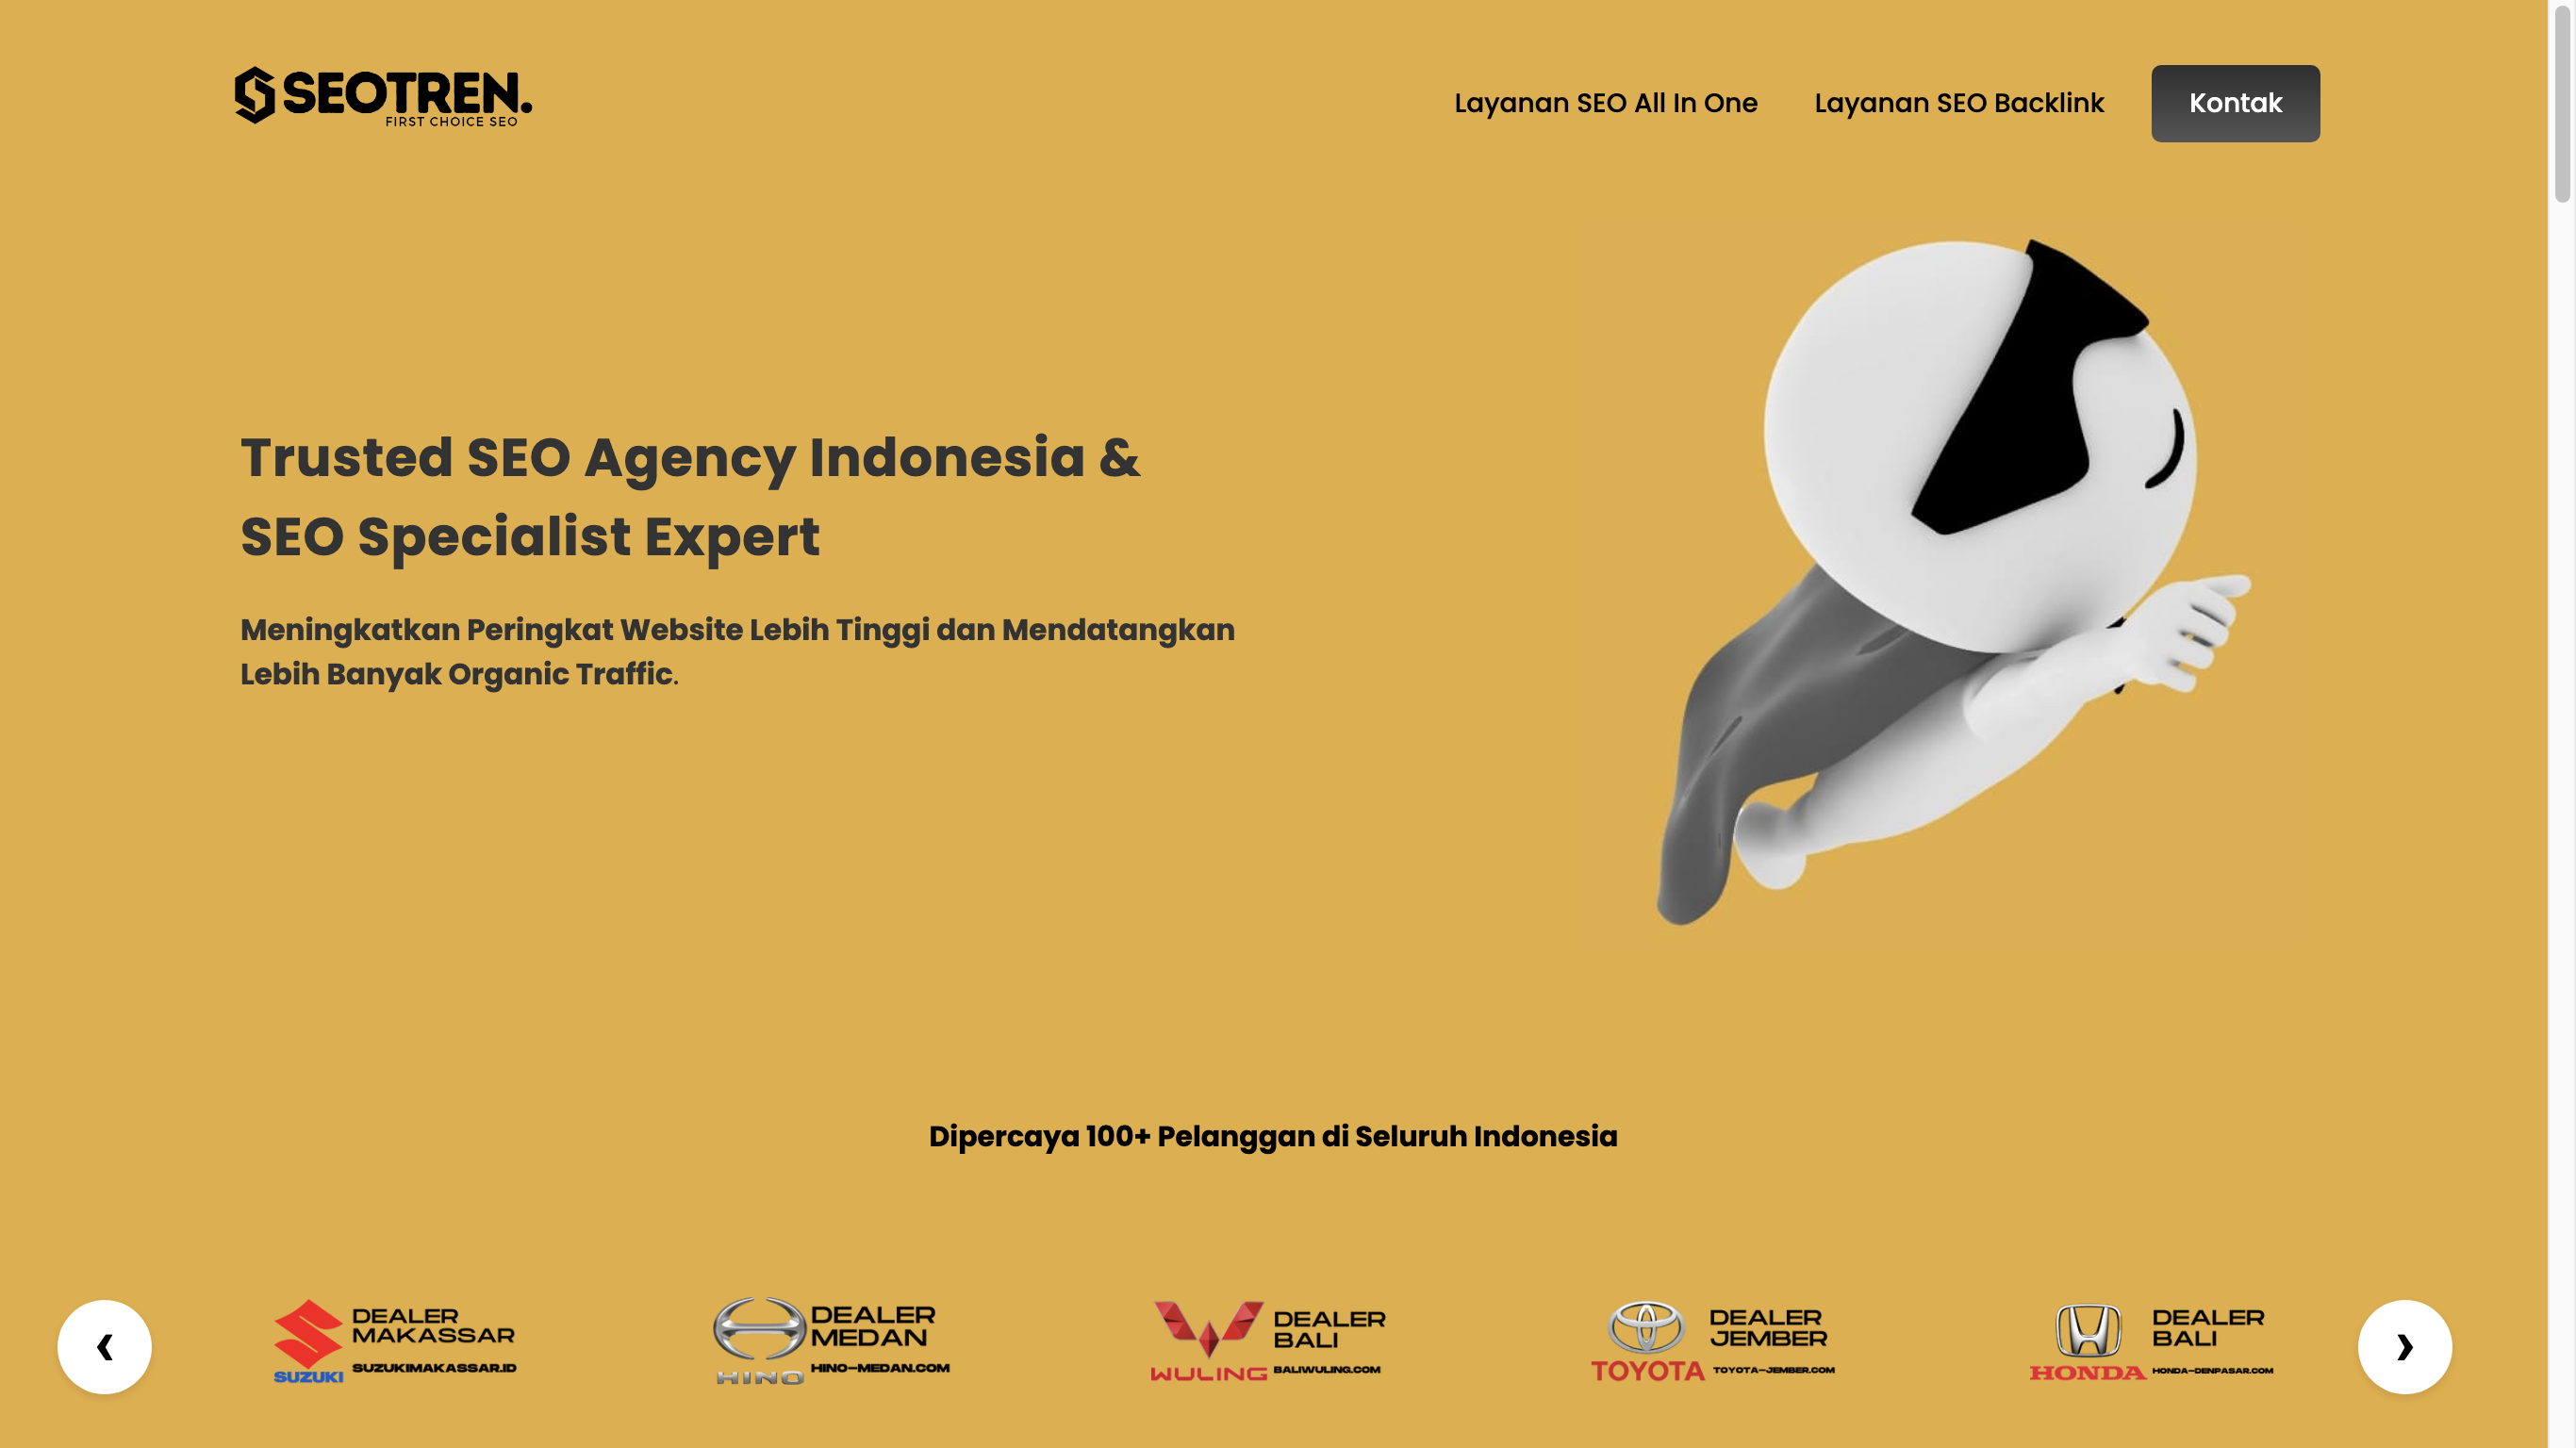 SEOTREN.
FIRST CHOICE SEO
Layanan SEO All In One
Layanan SEO Backlink
Kontak
Trusted SEO Agency Indonesia &
SEO Specialist Expert
Meningkatkan Peringkat Website Lebih Tinggi dan Mendatangkan
Lebih Banyak Organic Traffic.
Dipercaya 100+ Pelanggan di Seluruh Indonesia
SUZUKI
DEALER
MAKASSAR
SUZUKIMAKASSAR.ID
HINO
DEALER
MEDAN
HINO-MEDAN.COM
WULING
DEALER
BALI
BALIWULING.COM
TOYOTA
DEALER
JEMBER
TOYOTA-JEMBER.COM
HONDA
DEALER
BALI
HONDA-DENPASAR.COM